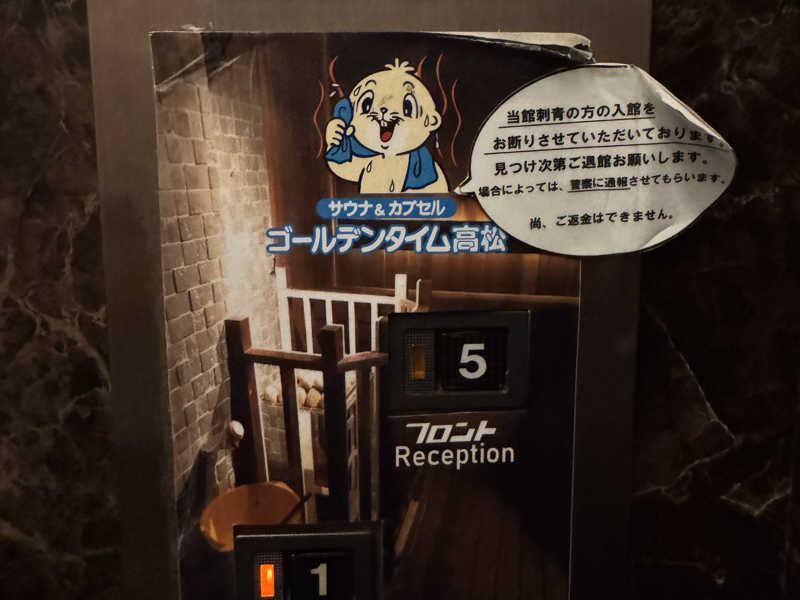 当館刺青の方の入館を
お断りさせていただいております。
見つけ次第ご退館お願いします。
場合によっては、警察に通報させてもらいます。
尚、ご返金はできません。
サウナ&カプセル
ゴールデンタイム高松
5
フロント
Reception
1